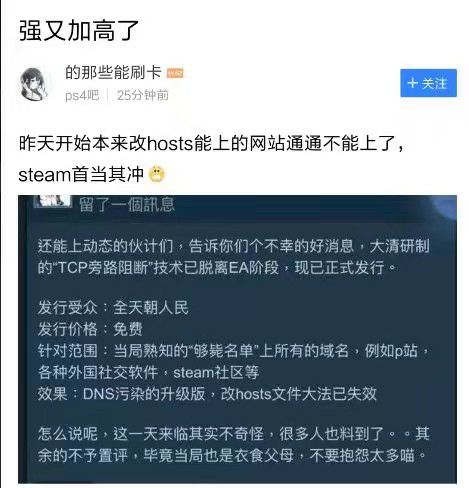 强又加高了
的那些能刷卡
ps4吧 | 25分钟前
+ 关注
昨天开始本来改hosts能上的网站通通不能上了，
steam首当其冲
留了一個訊息
还能上动态的伙计们，告诉你们个不幸的好消息，大清研制
的“TCP旁路阻断”技术已脱离EA阶段，现已正式发行。
发行受众：全天朝人民
发行价格：免费
针对范围：当局熟知的“够毙名单”上所有的域名，例如p站，
各种外国社交软件，steam社区等
效果：DNS污染的升级版，改hosts文件大法已失效
怎么说呢，这一天来临其实不奇怪，很多人也料到了。。其
余的不予置评，毕竟当局也是衣食父母，不要抱怨太多喵。